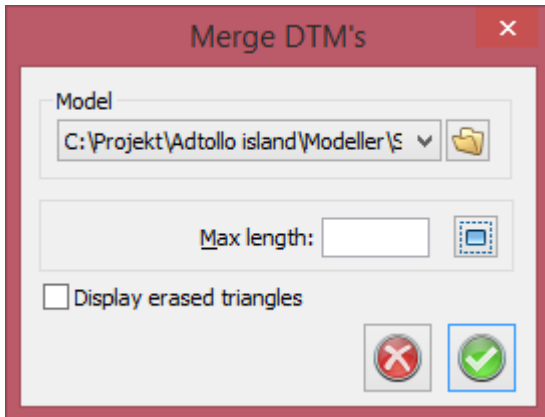 Merge DTM's
Model
C:\Projekt\Adtollo island\Modeller\S
Max length:
Display erased triangles